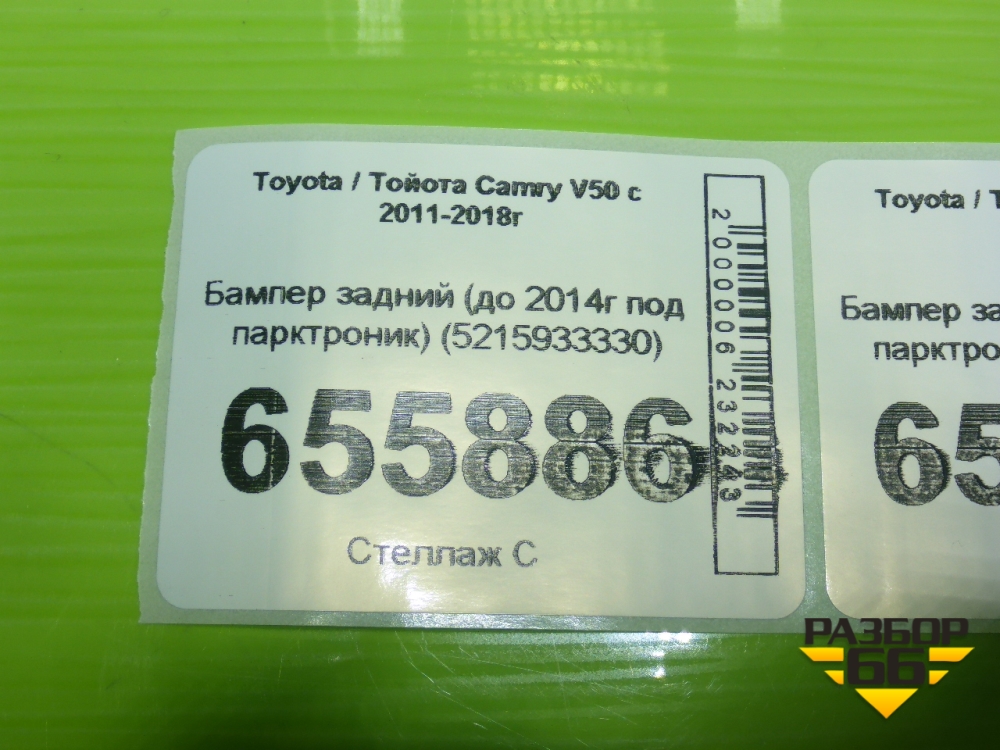 Toyota / Тойота Camry V50 с
2011-2018г
Бампер задний (до 2014г под
парктроник) (5215933330)
655886
Стеллаж С
2000006232243
Toyota / Т
Бампер за
парктро
65
РАЗБОР
66